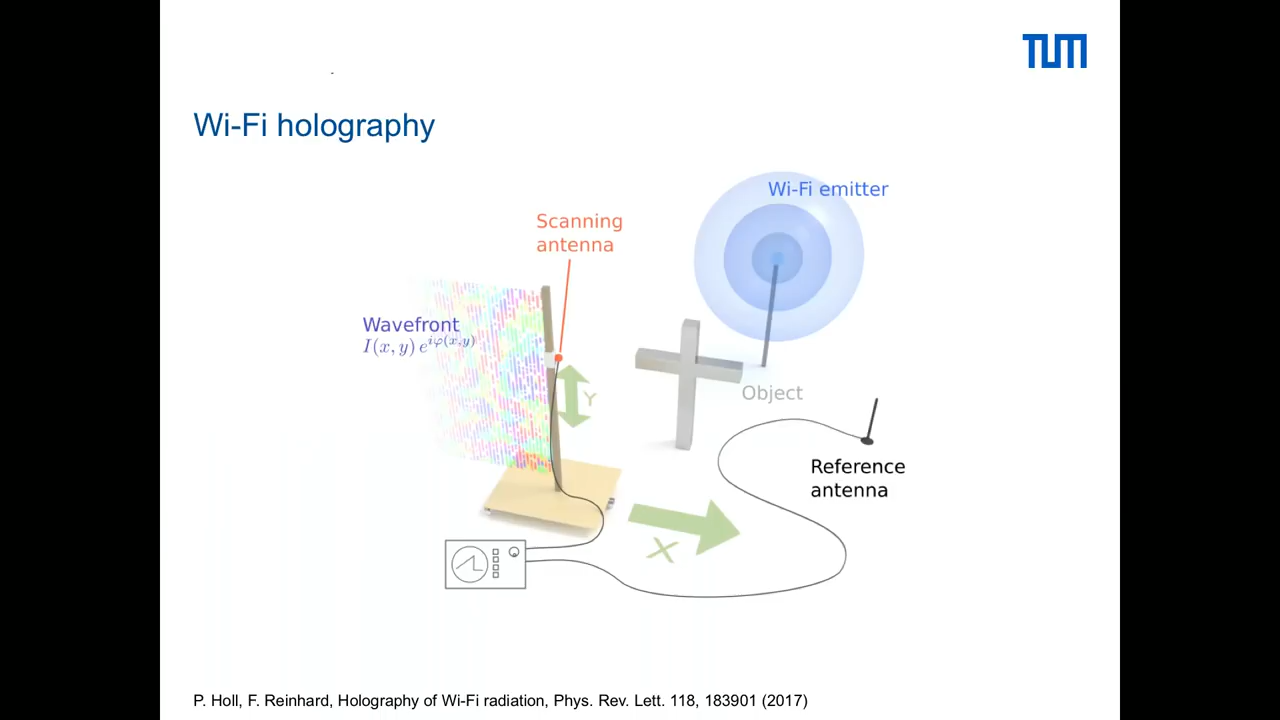 TUM
Wi-Fi holography
Wi-Fi emitter
Scanning
antenna
Wavefront
I(x, y) e^{iφ(x,y)}
Y
Object
Reference
antenna
X
P. Holl, F. Reinhard, Holography of Wi-Fi radiation, Phys. Rev. Lett. 118, 183901 (2017)